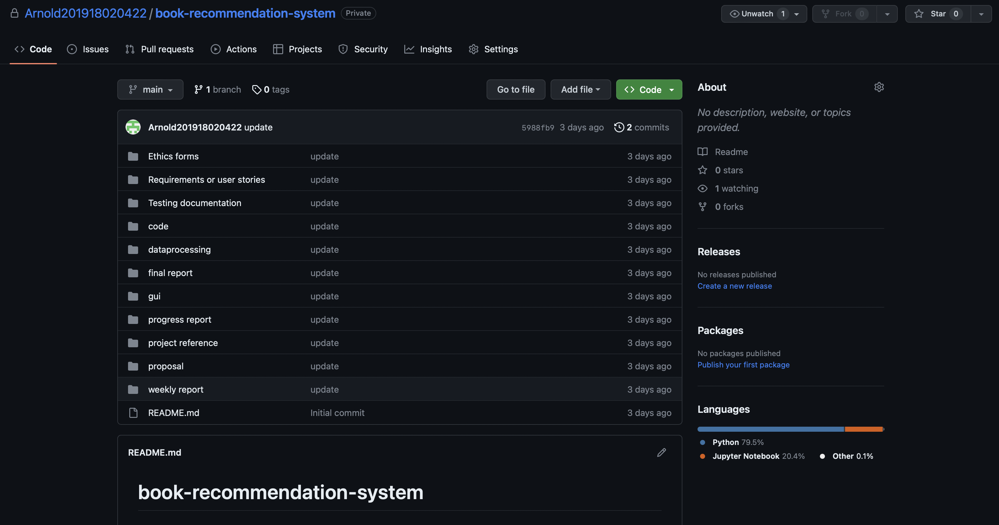 Arnold201918020422 / book-recommendation-system Private Unwatch 1 Fork 0 Star 0
Code Issues Pull requests Actions Projects Security Insights Settings
main 1 branch 0 tags Go to file Add file Code
Arnold201918020422 update 5988fb9 3 days ago 2 commits
Ethics forms update 3 days ago
Requirements or user stories update 3 days ago
Testing documentation update 3 days ago
code update 3 days ago
dataprocessing update 3 days ago
final report update 3 days ago
gui update 3 days ago
progress report update 3 days ago
project reference update 3 days ago
proposal update 3 days ago
weekly report update 3 days ago
README.md Initial commit 3 days ago
README.md
book-recommendation-system
About
No description, website, or topics
provided.
Readme
0 stars
1 watching
0 forks
Releases
No releases published
Create a new release
Packages
No packages published
Publish your first package
Languages
Python 79.5%
Jupyter Notebook 20.4% Other 0.1%